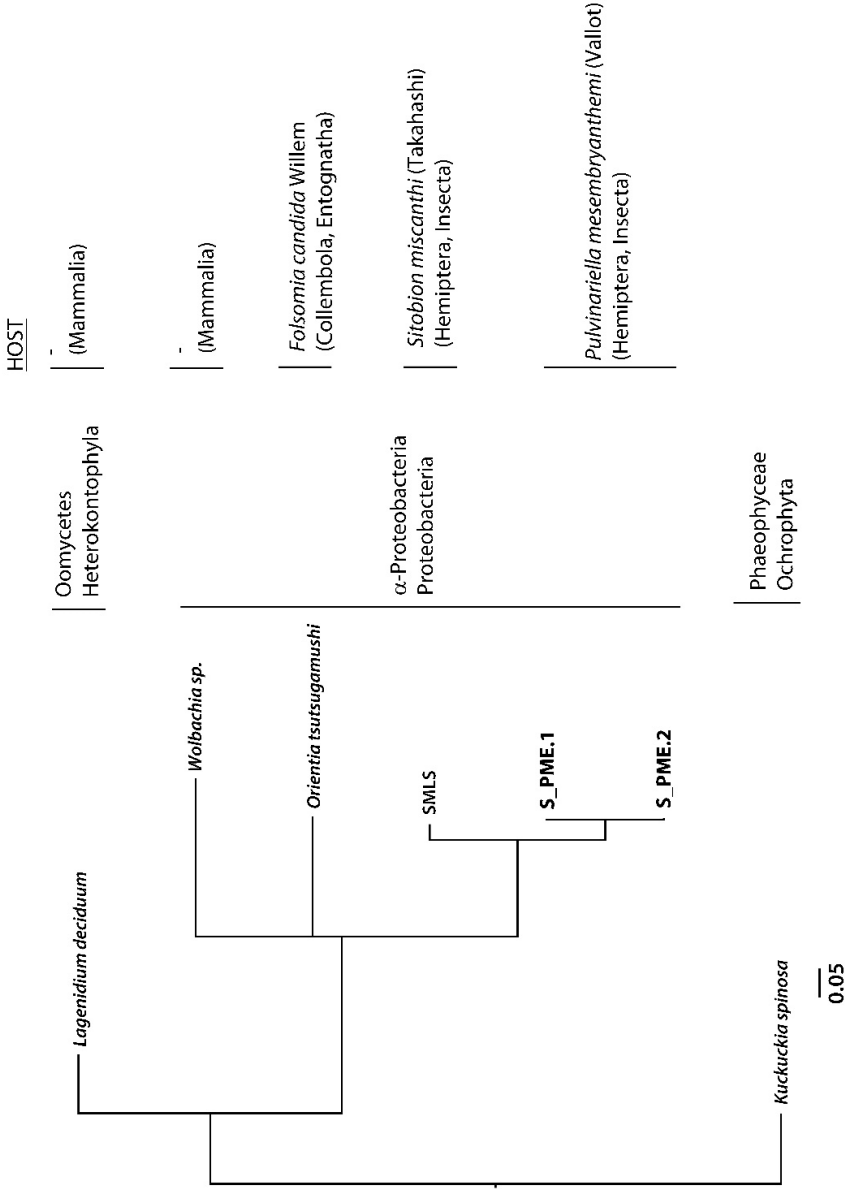 HOST
Lagenidium deciduum
Oomycetes
Heterokontophyla
-
(Mammalia)
Wolbachia sp.
-
(Mammalia)
Orientia tsutsugamushi
Folsomia candida Willem
(Collembola, Entognatha)
α-Proteobacteria
Proteobacteria
SMLS
Sitobion miscanthi (Takahashi)
(Hemiptera, Insecta)
S_PME.1
S_PME.2
Pulvinariella mesembryanthemi (Vallot)
(Hemiptera, Insecta)
Kuckuckia spinosa
Phaeophyceae
Ochrophyta
0.05